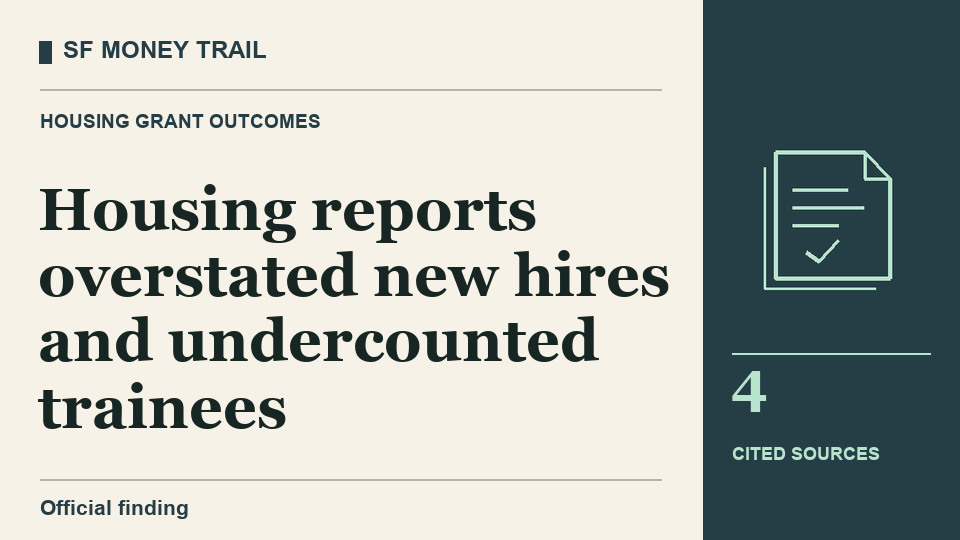 SF MONEY TRAIL
HOUSING GRANT OUTCOMES
Housing reports
overstated new hires
and undercounted
trainees
Official finding
4
CITED SOURCES